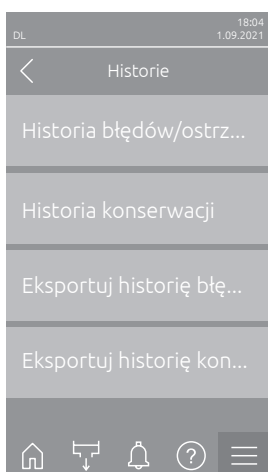 18:04
DL 1.09.2021
Historie
Historia błędów/ostrz...
Historia konserwacji
Eksportuj historię błę...
Eksportuj historię kon...